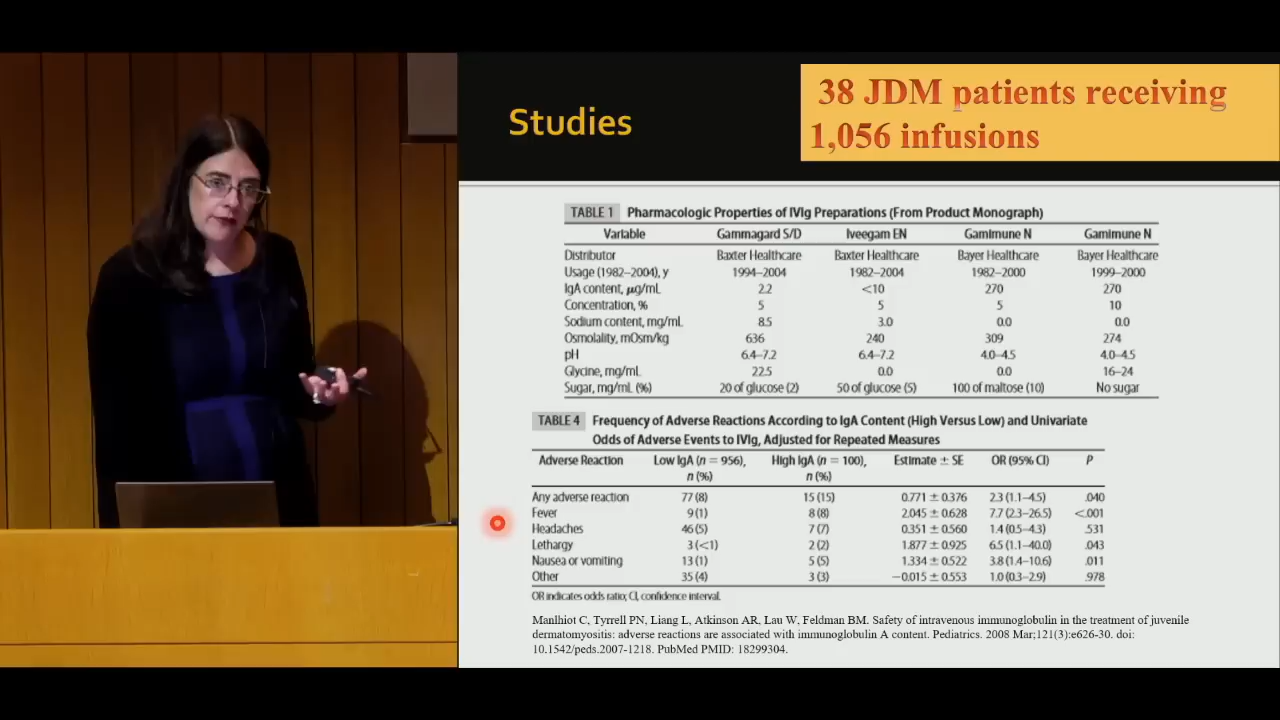 Studies
38 JDM patients receiving
1,056 infusions
TABLE 1 Pharmacologic Properties of IVIg Preparations (From Product Monograph)
Variable Gammagard S/D Iveegam EN Gamimune N Gamimune N
Distributor Baxter Healthcare Baxter Healthcare Bayer Healthcare Bayer Healthcare
Usage (1982–2004), y 1994–2004 1982–2004 1982–2000 1999–2000
IgA content, μg/mL 2.2 <10 270 270
Concentration, % 5 5 5 10
Sodium content, mg/mL 8.5 3.0 0.0 0.0
Osmolality, mOsm/kg 636 240 309 274
pH 6.4–7.2 6.4–7.2 4.0–4.5 4.0–4.5
Glycine, mg/mL 22.5 0.0 0.0 16–24
Sugar, mg/mL (%) 20 of glucose (2) 50 of glucose (5) 100 of maltose (10) No sugar
TABLE 4 Frequency of Adverse Reactions According to IgA Content (High Versus Low) and Univariate
Odds of Adverse Events to IVIg, Adjusted for Repeated Measures
Adverse Reaction Low IgA (n = 956), High IgA (n = 100), Estimate ± SE OR (95% CI) P
n (%) n (%)
Any adverse reaction 77 (8) 15 (15) 0.771 ± 0.376 2.3 (1.1–4.5) .040
Fever 9 (1) 8 (8) 2.045 ± 0.628 7.7 (2.3–26.5) <.001
Headaches 46 (5) 7 (7) 0.351 ± 0.560 1.4 (0.5–4.3) .531
Lethargy 3 (<1) 2 (2) 1.877 ± 0.925 6.5 (1.1–40.0) .043
Nausea or vomiting 13 (1) 5 (5) 1.334 ± 0.522 3.8 (1.4–10.6) .011
Other 35 (4) 3 (3) −0.015 ± 0.553 1.0 (0.3–2.9) .978
OR indicates odds ratio; CI, confidence interval.
Manlhiot C, Tyrrell PN, Liang L, Atkinson AR, Lau W, Feldman BM. Safety of intravenous immunoglobulin in the treatment of juvenile
dermatomyositis: adverse reactions are associated with immunoglobulin A content. Pediatrics. 2008 Mar;121(3):e626-30. doi:
10.1542/peds.2007-1218. PubMed PMID: 18299304.